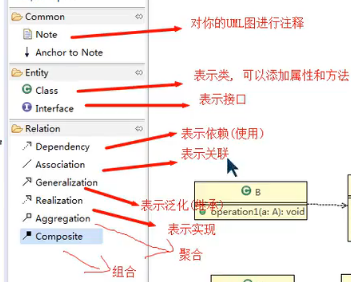 Common
Note
对你的UML图进行注释
Anchor to Note
Entity
Class
表示类, 可以添加属性和方法
Interface
表示接口
Relation
Dependency
表示依赖(使用)
Association
表示关联
Generalization
表示泛化(继承)
Realization
表示实现
Aggregation
聚合
Composite
组合
B
operation1(a: A): void